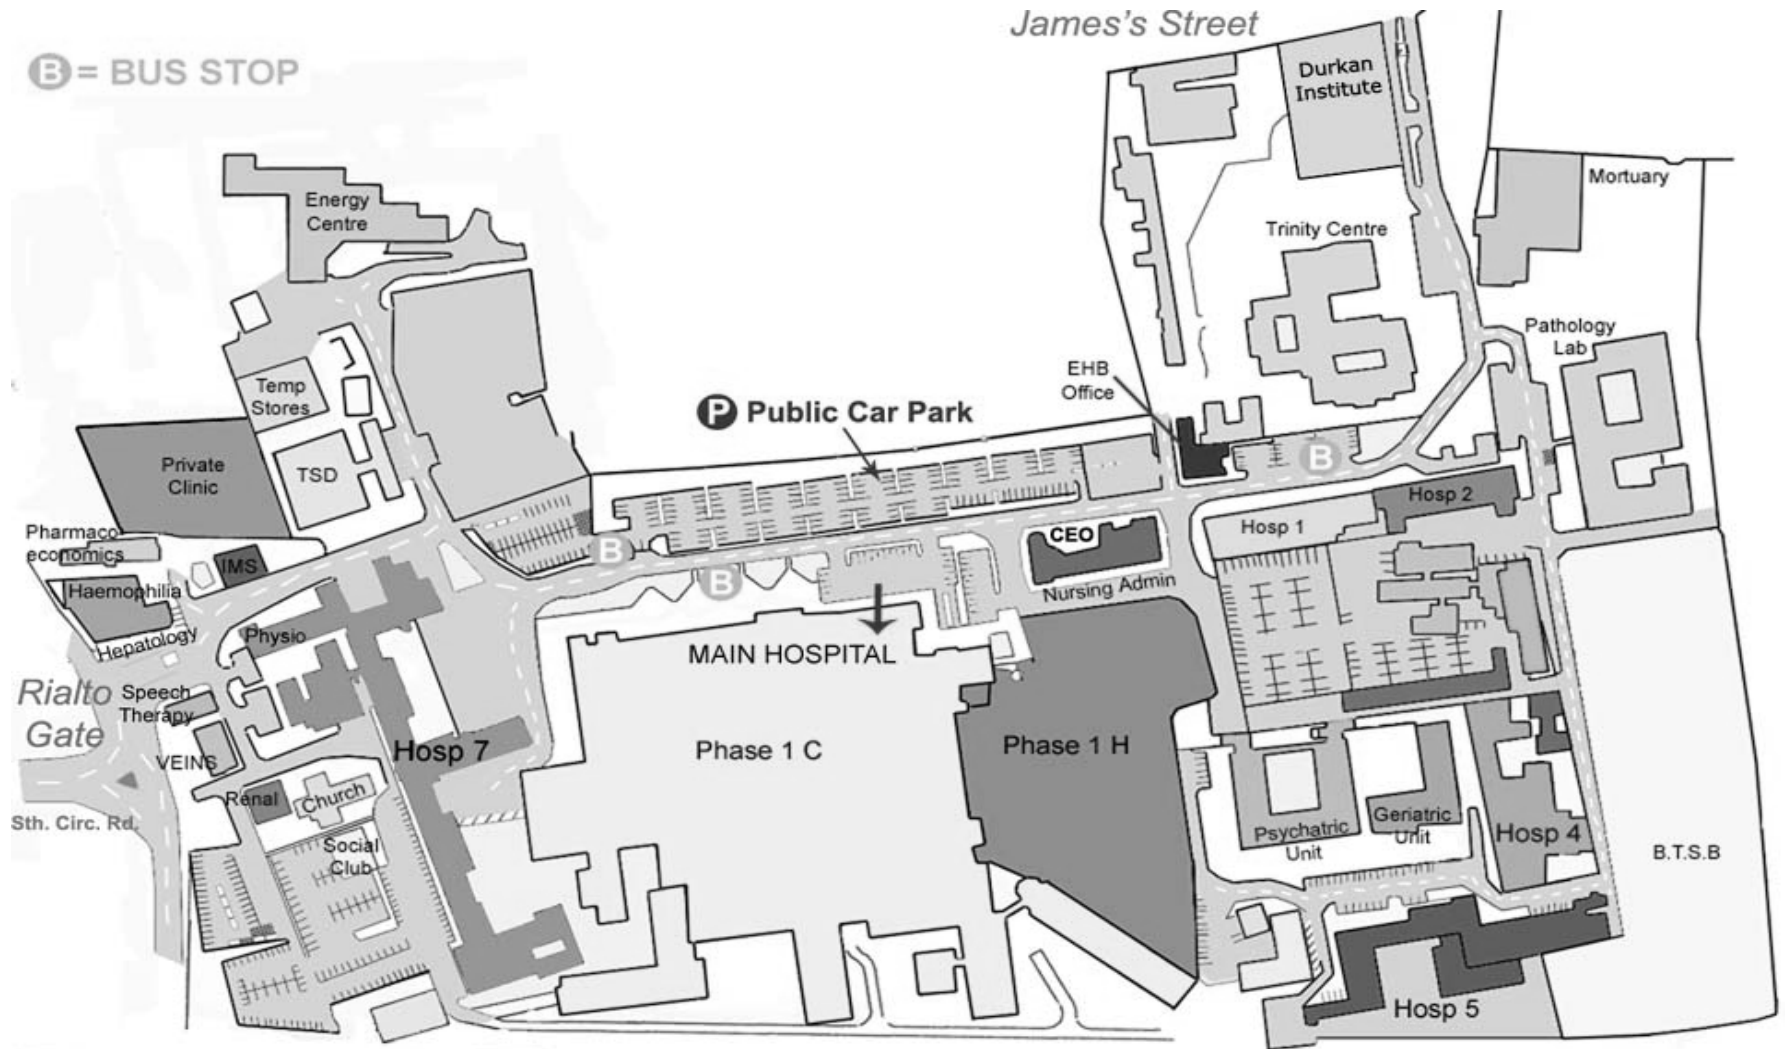 James's Street
B = BUS STOP
Durkan
Institute
Mortuary
Energy
Centre
Trinity Centre
Pathology
Lab
EHB
Office
Temp
Stores
P Public Car Park
Private
Clinic
TSD
B
Hosp 2
Hosp 1
Pharmaco
economics
CEO
B
IMS
B
Haemophilia
Nursing Admin
Hepatology
Physio
MAIN HOSPITAL
Rialto
Gate
Speech
Therapy
Hosp 7
Phase 1 C
Phase 1 H
VEINS
Renal
Church
Sth. Circ. Rd.
Psychatric
Unit
Geriatric
Unit
Hosp 4
Social
Club
B.T.S.B
Hosp 5